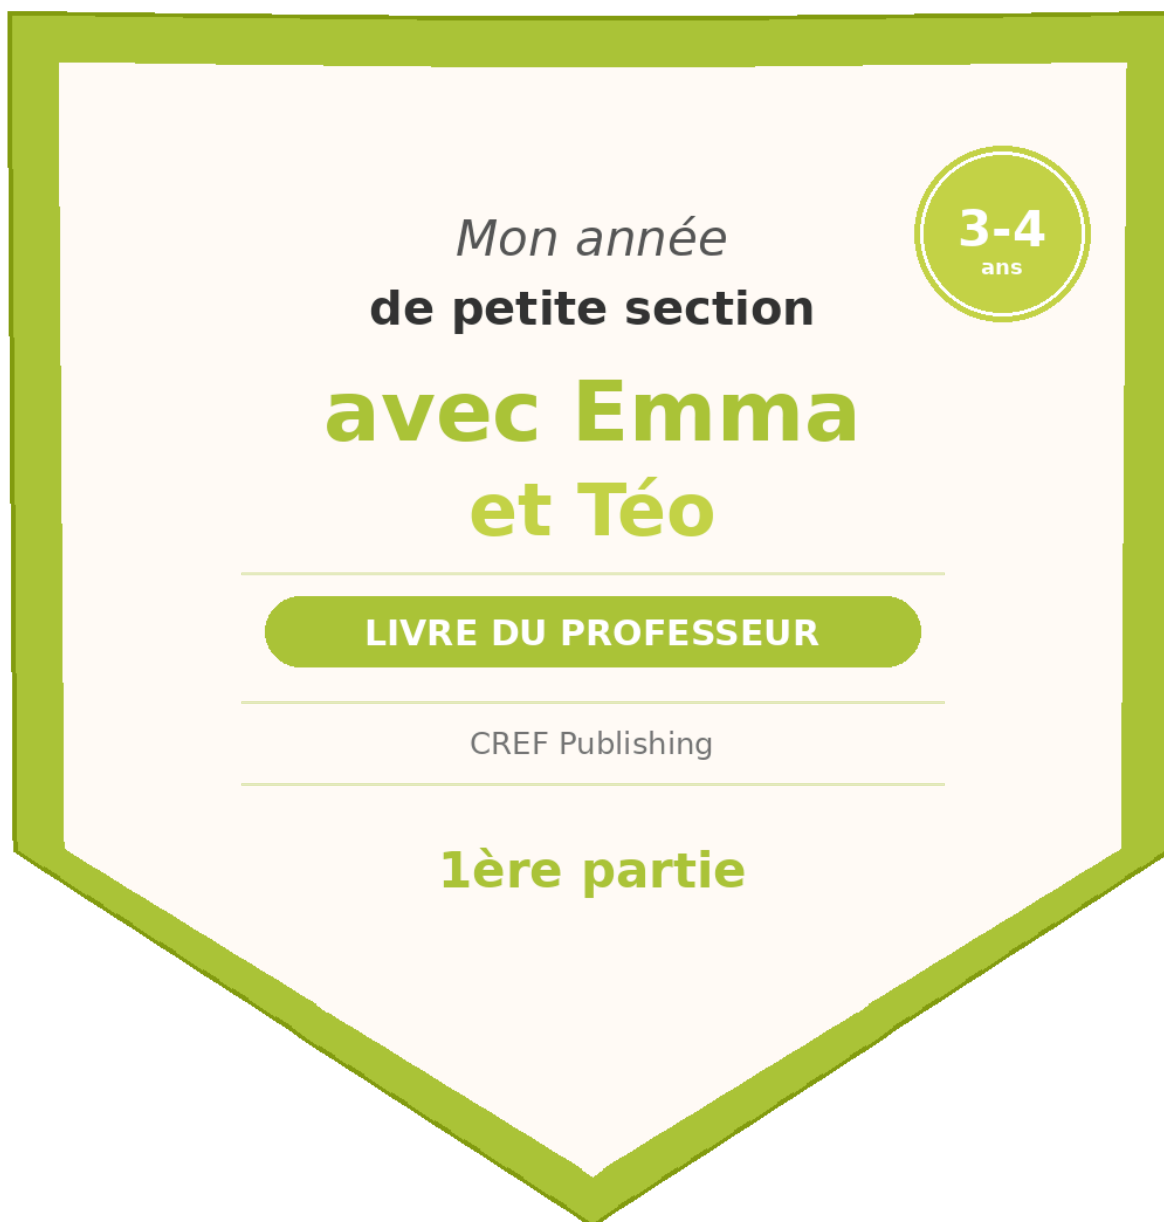 Mon année
de petite section
3-4
ans
avec Emma
et Téo
LIVRE DU PROFESSEUR
CREF Publishing
1ère partie